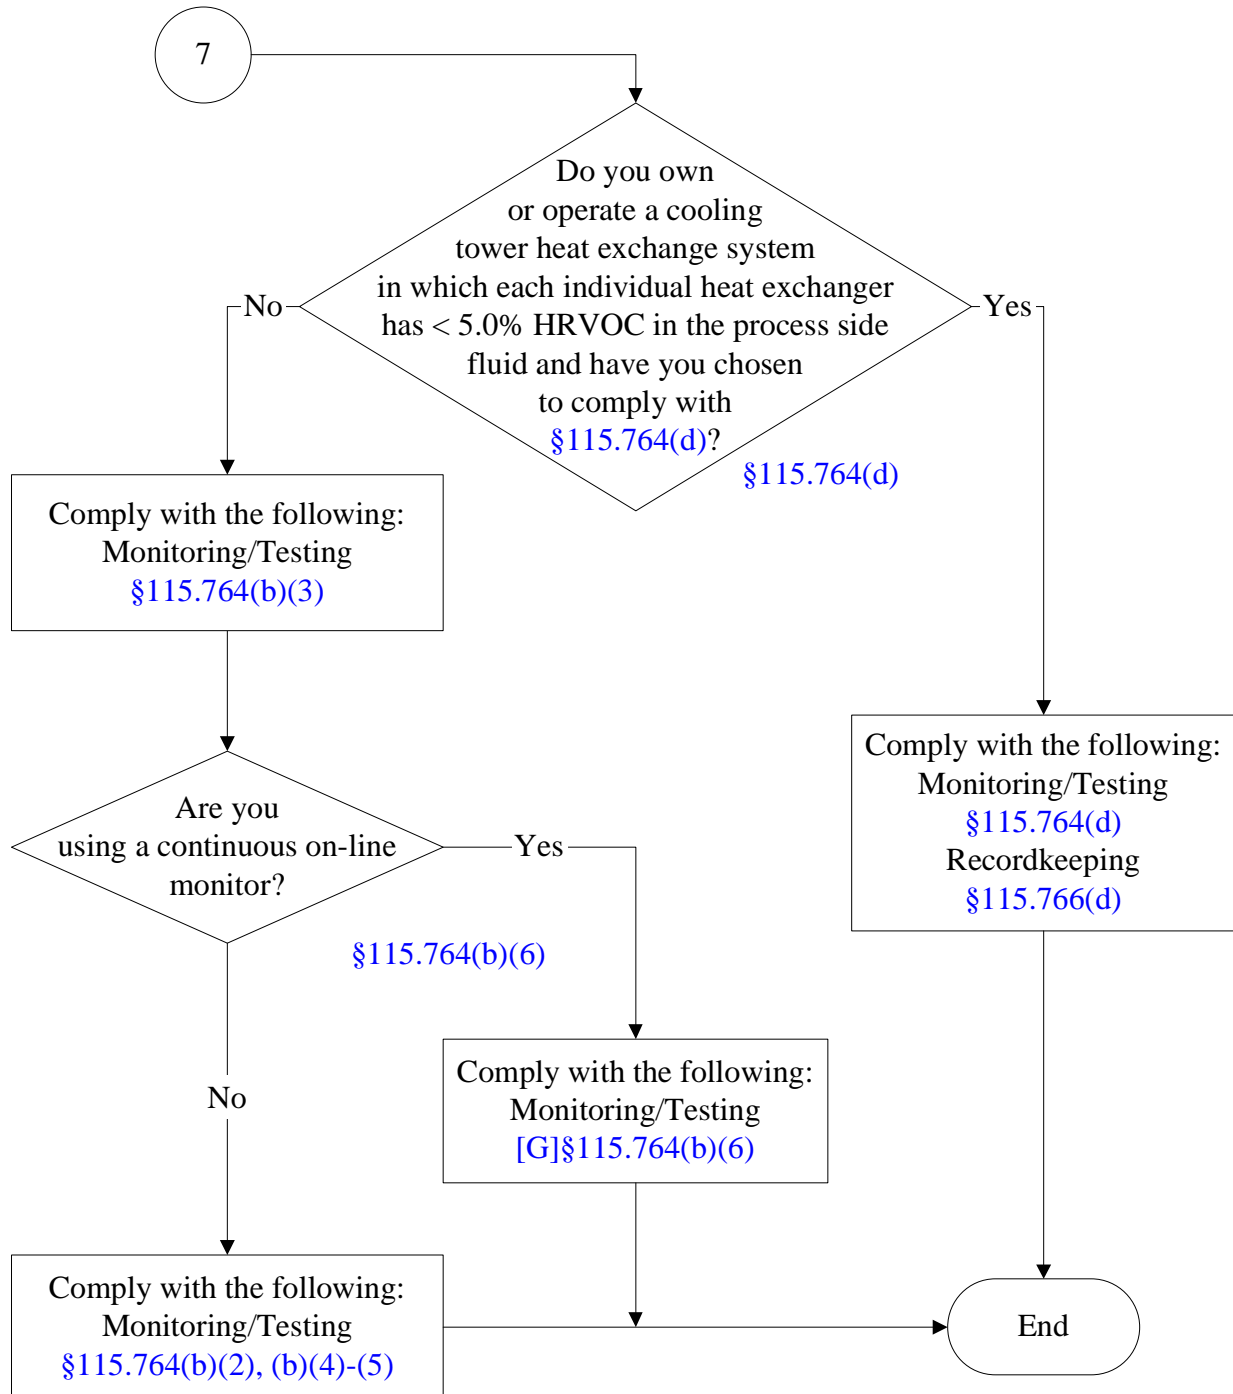 7
Do you own
or operate a cooling
tower heat exchange system
in which each individual heat exchanger
has < 5.0% HRVOC in the process side
fluid and have you chosen
to comply with
§115.764(d)?
No
Yes
§115.764(d)
Comply with the following:
Monitoring/Testing
§115.764(b)(3)
Are you
using a continuous on-line
monitor?
Yes
§115.764(b)(6)
No
Comply with the following:
Monitoring/Testing
§115.764(d)
Recordkeeping
§115.766(d)
Comply with the following:
Monitoring/Testing
[G]§115.764(b)(6)
Comply with the following:
Monitoring/Testing
§115.764(b)(2), (b)(4)-(5)
End